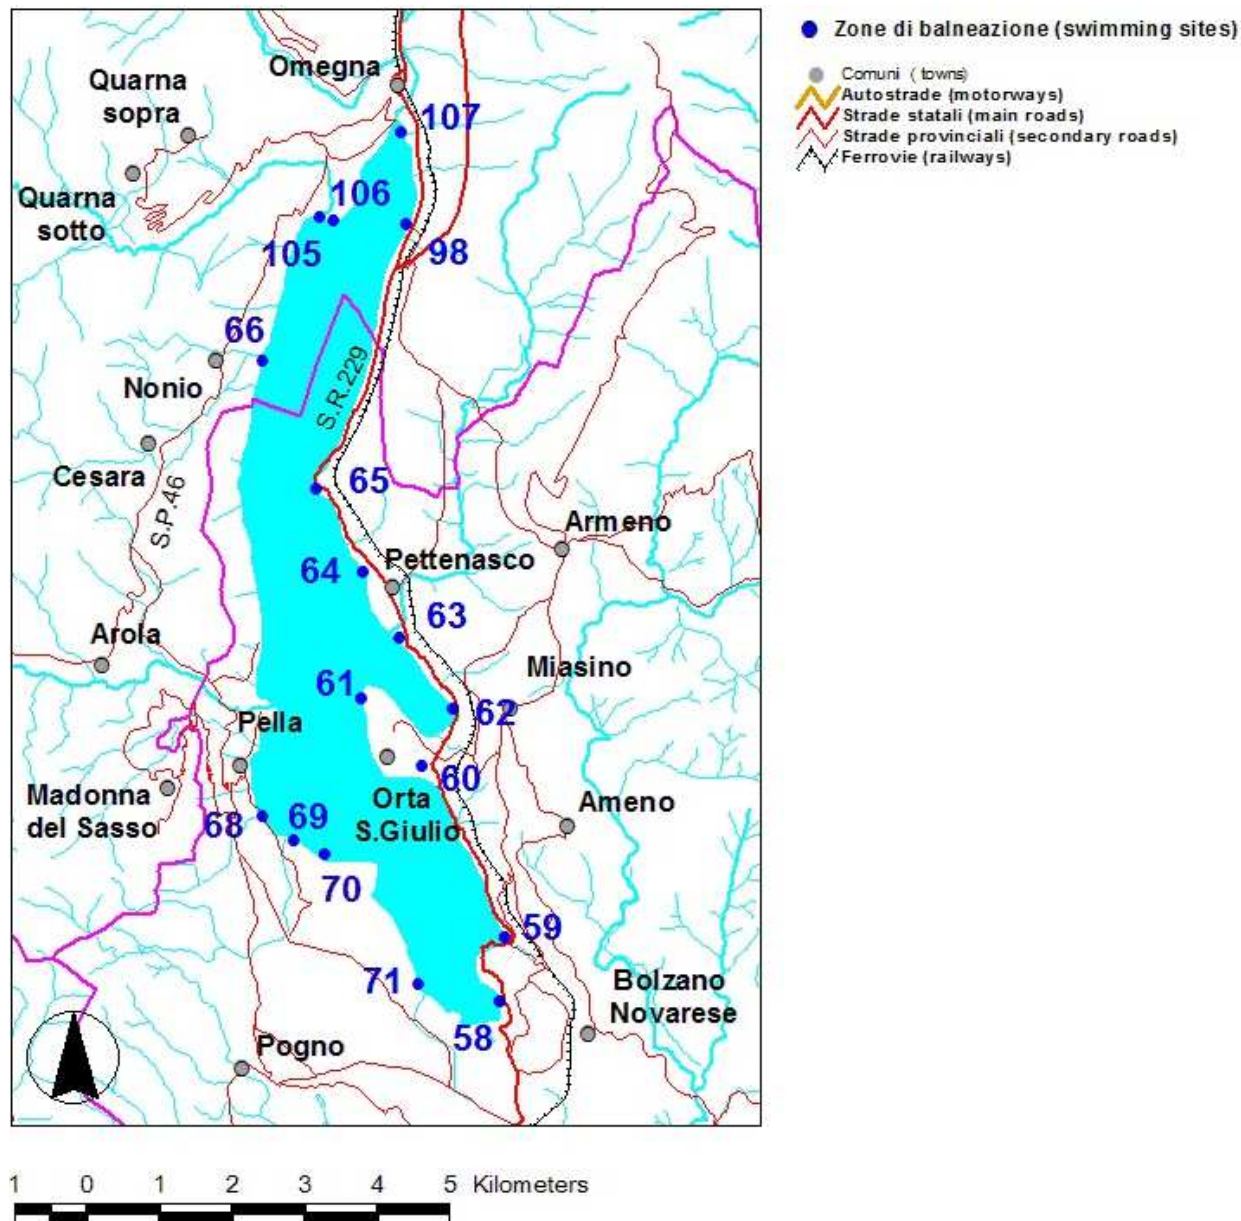 Zone di balneazione (swimming sites)
Comuni ( towns)
Autostrade (motorways)
Strade statali (main roads)
Strade provinciali (secondary roads)
Ferrovie (railways)
Omegna
Quarna
sopra
107
Quarna
sotto
106
105
98
66
Nonio
S.R.229
Cesara
65
S.P.46
Armeno
Pettenasco
64
63
Arola
Miasino
61
62
Pella
60
Madonna
del Sasso
Orta
S.Giulio
Ameno
68
69
70
59
71
Bolzano
Novarese
58
Pogno
1 0 1 2 3 4 5 Kilometers